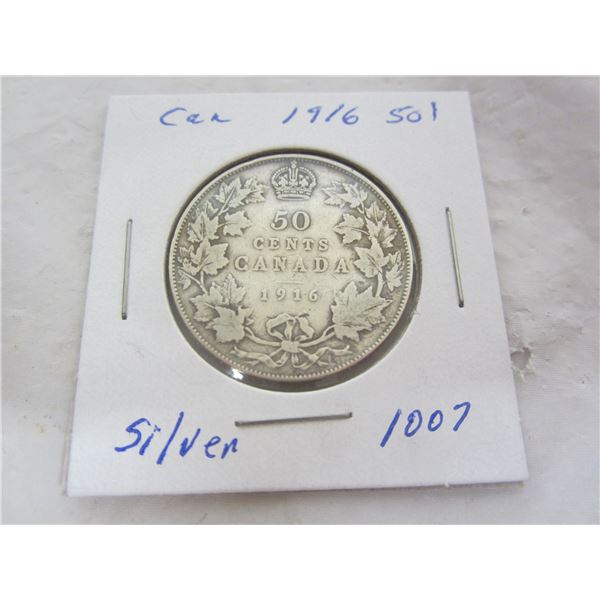 Can 1916 50¢
50
CENTS
CANADA
1916
Silver 1007